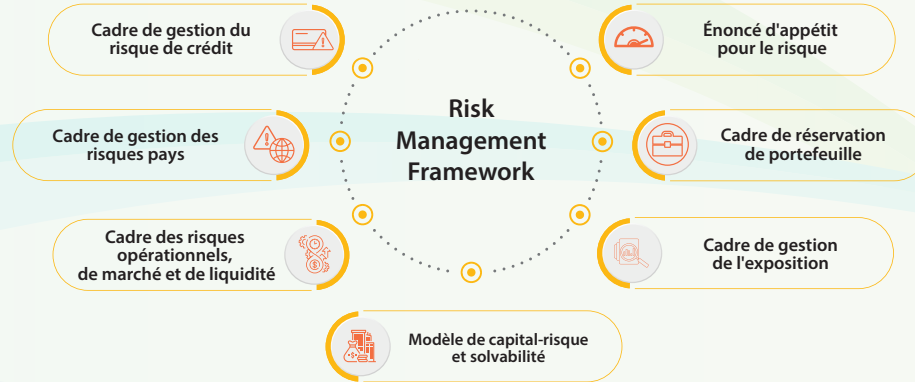 Cadre de gestion du
risque de crédit
Énoncé d'appétit
pour le risque
Risk
Management
Framework
Cadre de gestion des
risques pays
Cadre de réservation
de portefeuille
Cadre des risques
opérationnels,
de marché et de liquidité
Cadre de gestion
de l'exposition
Modèle de capital-risque
et solvabilité